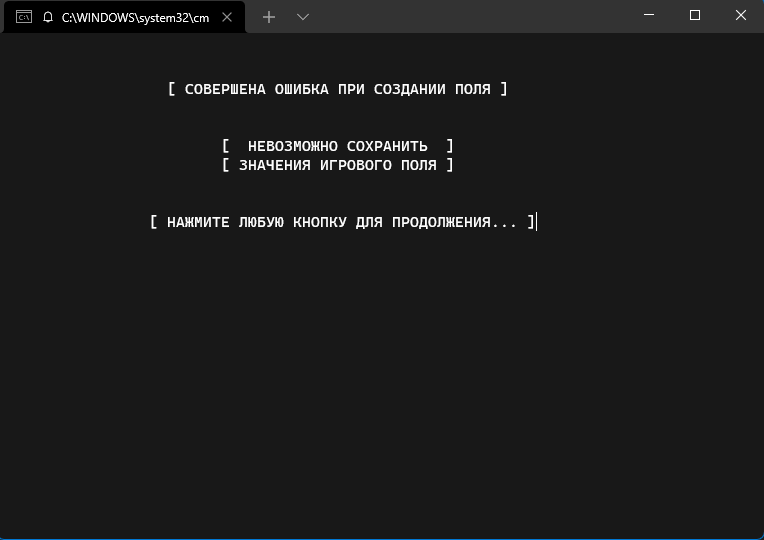 C:\WINDOWS\system32\cm
[ СОВЕРШЕНА ОШИБКА ПРИ СОЗДАНИИ ПОЛЯ ]
[  НЕВОЗМОЖНО СОХРАНИТЬ  ]
[ ЗНАЧЕНИЯ ИГРОВОГО ПОЛЯ ]
[ НАЖМИТЕ ЛЮБУЮ КНОПКУ ДЛЯ ПРОДОЛЖЕНИЯ... ]